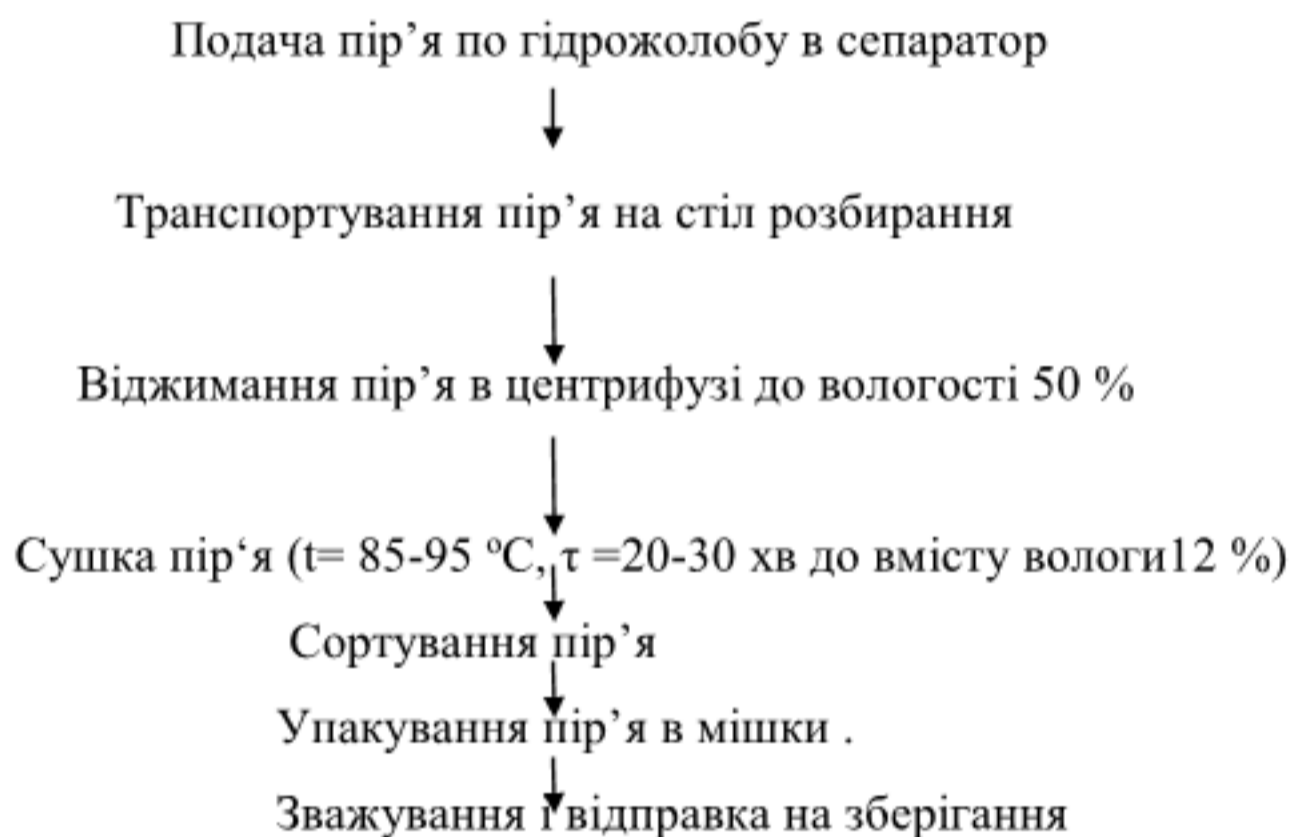 Подача пір’я по гідрожолобу в сепаратор
Транспортування пір’я на стіл розбирання
Віджимання пір’я в центрифузі до вологості 50 %
Сушка пір‘я (t= 85-95 ºС, τ =20-30 хв до вмісту вологи12 %)
Сортування пір’я
Упакування пір’я в мішки .
Зважування і відправка на зберігання